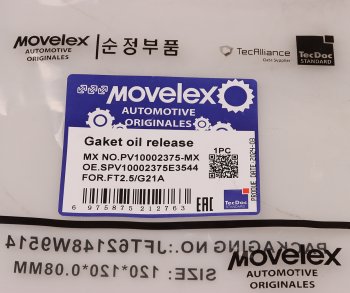 MOVELEX
AUTOMOTIVE
ORIGINALES
순정부품
TecAlliance
Data Supplier
TecDoc
STANDARD
MOVELEX
AUTOMOTIVE
ORIGINALES
Gaket oil release
MX NO.PV10002375-MX
OE.SPV10002375E3544
FOR.FT2.5/G21A
1PC
6 975875 212763
EAC
TecDoc
PACKAGING NO.:JFT62148W9514
SIZE: 120*120*0.08MM
MOVELEX
AUTOMOTIVE
ORIGINALES